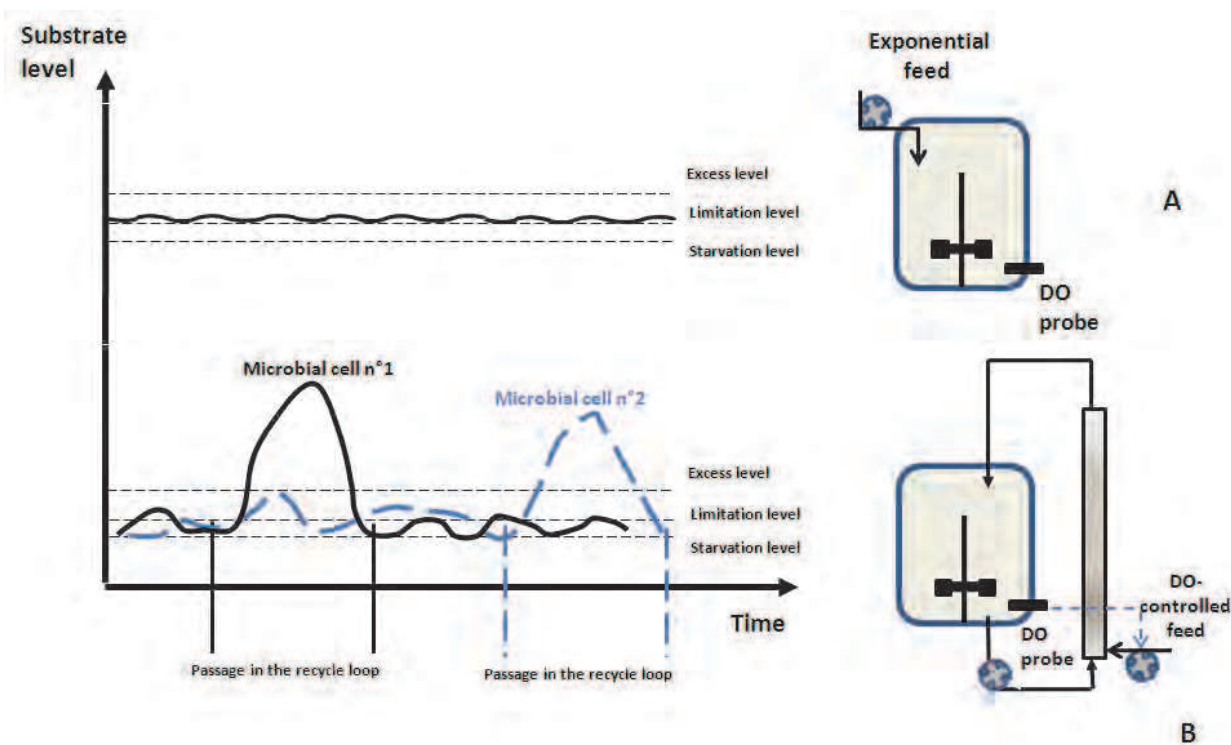 Substrate
level
Exponential
feed
Excess level
Limitation level
Starvation level
A
DO
probe
Microbial cell n°1
Microbial cell n°2
Excess level
Limitation level
Starvation level
Time
Passage in the recycle loop
Passage in the recycle loop
DO
probe
DO-
controlled
feed
B